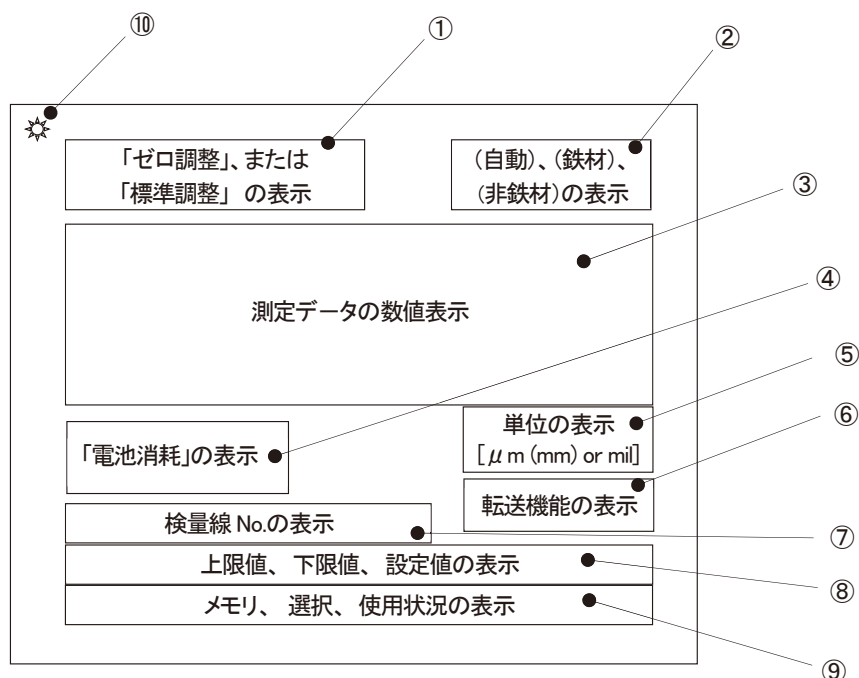 ⑩
①
②
「ゼロ調整」、または
「標準調整」 の表示
(自動)、(鉄材)、
(非鉄材)の表示
③
測定データの数値表示
④
⑤
単位の表示
[μm (mm) or mil]
⑥
「電池消耗」の表示
転送機能の表示
検量線 No.の表示
⑦
上限値、 下限値、 設定値の表示
⑧
メモリ、 選択、 使用状況の表示
⑨